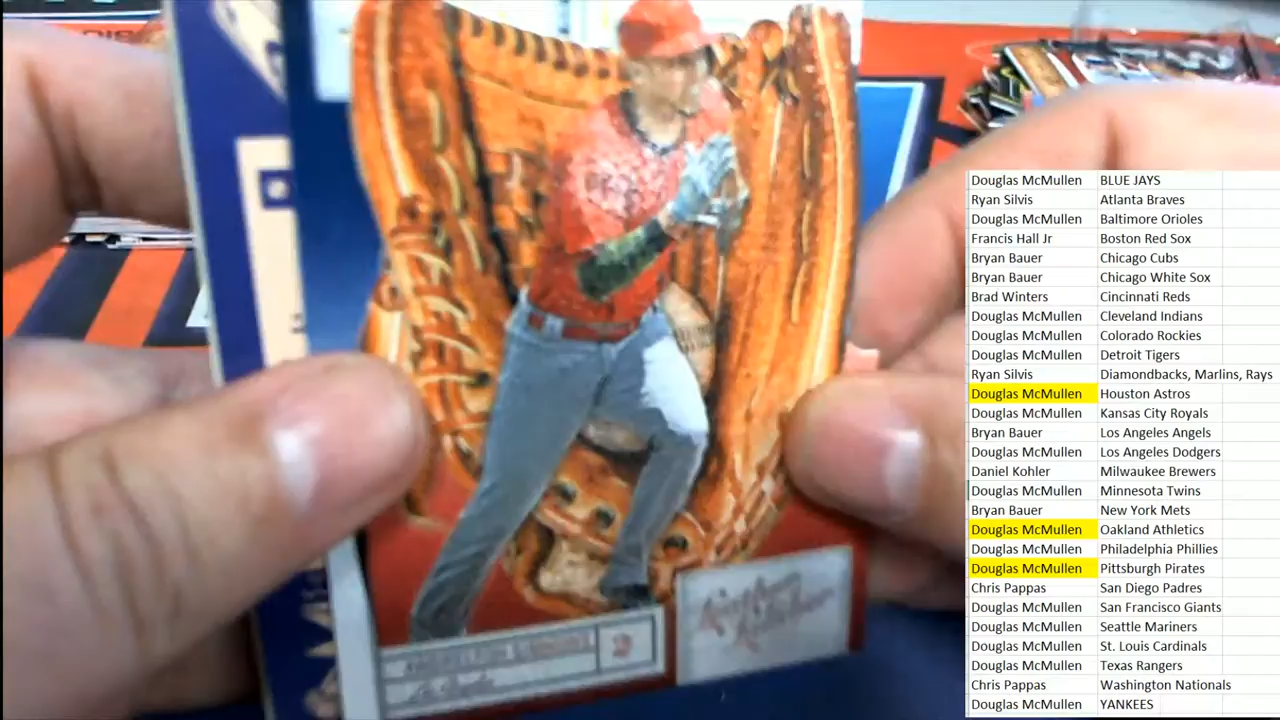 Douglas McMullen BLUE JAYS
Ryan Silvis Atlanta Braves
Douglas McMullen Baltimore Orioles
Francis Hall Jr Boston Red Sox
Bryan Bauer Chicago Cubs
Bryan Bauer Chicago White Sox
Brad Winters Cincinnati Reds
Douglas McMullen Cleveland Indians
Douglas McMullen Colorado Rockies
Douglas McMullen Detroit Tigers
Ryan Silvis Diamondbacks, Marlins, Rays
Douglas McMullen Houston Astros
Douglas McMullen Kansas City Royals
Bryan Bauer Los Angeles Angels
Douglas McMullen Los Angeles Dodgers
Daniel Kohler Milwaukee Brewers
Douglas McMullen Minnesota Twins
Bryan Bauer New York Mets
Douglas McMullen Oakland Athletics
Douglas McMullen Philadelphia Phillies
Douglas McMullen Pittsburgh Pirates
Chris Pappas San Diego Padres
Douglas McMullen San Francisco Giants
Douglas McMullen Seattle Mariners
Douglas McMullen St. Louis Cardinals
Douglas McMullen Texas Rangers
Chris Pappas Washington Nationals
Douglas McMullen YANKEES
2